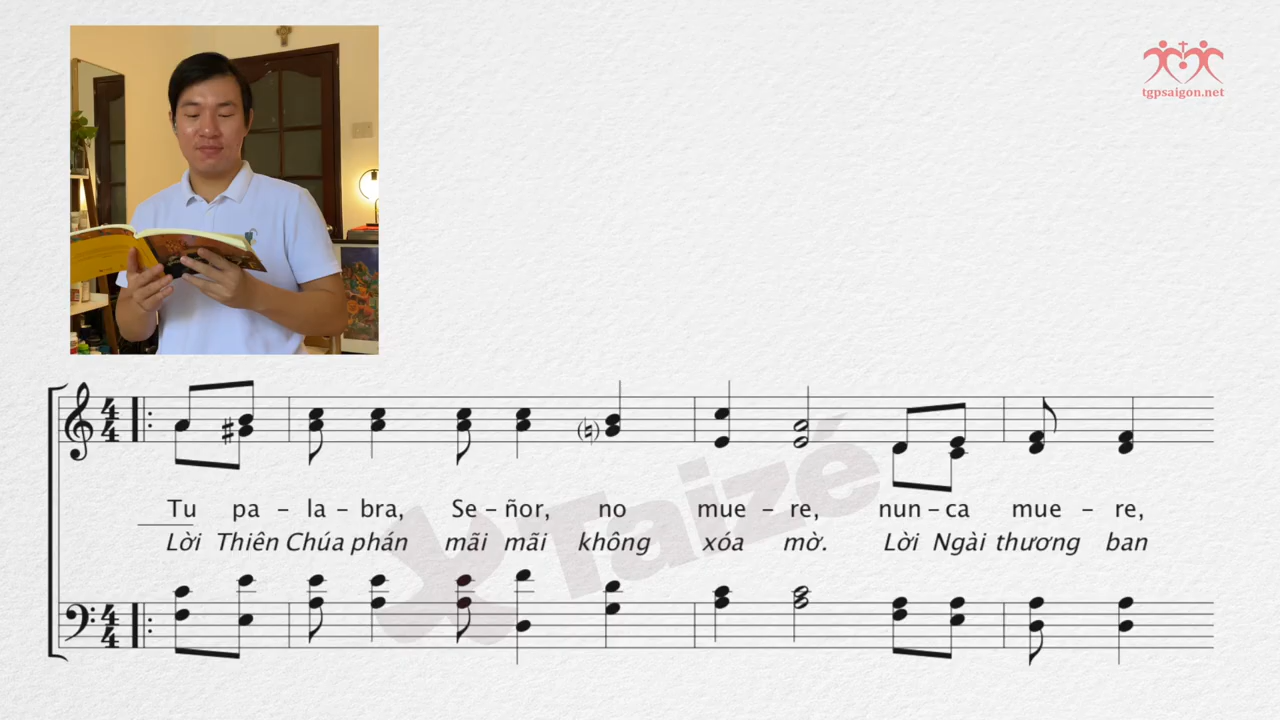 tgpsaigon.net
Taizé
Tu pa – la – bra, Se – ñor, no mue – re, nun – ca mue – re,
Lời Thiên Chúa phán mãi mãi không xóa mờ. Lời Ngài thương ban